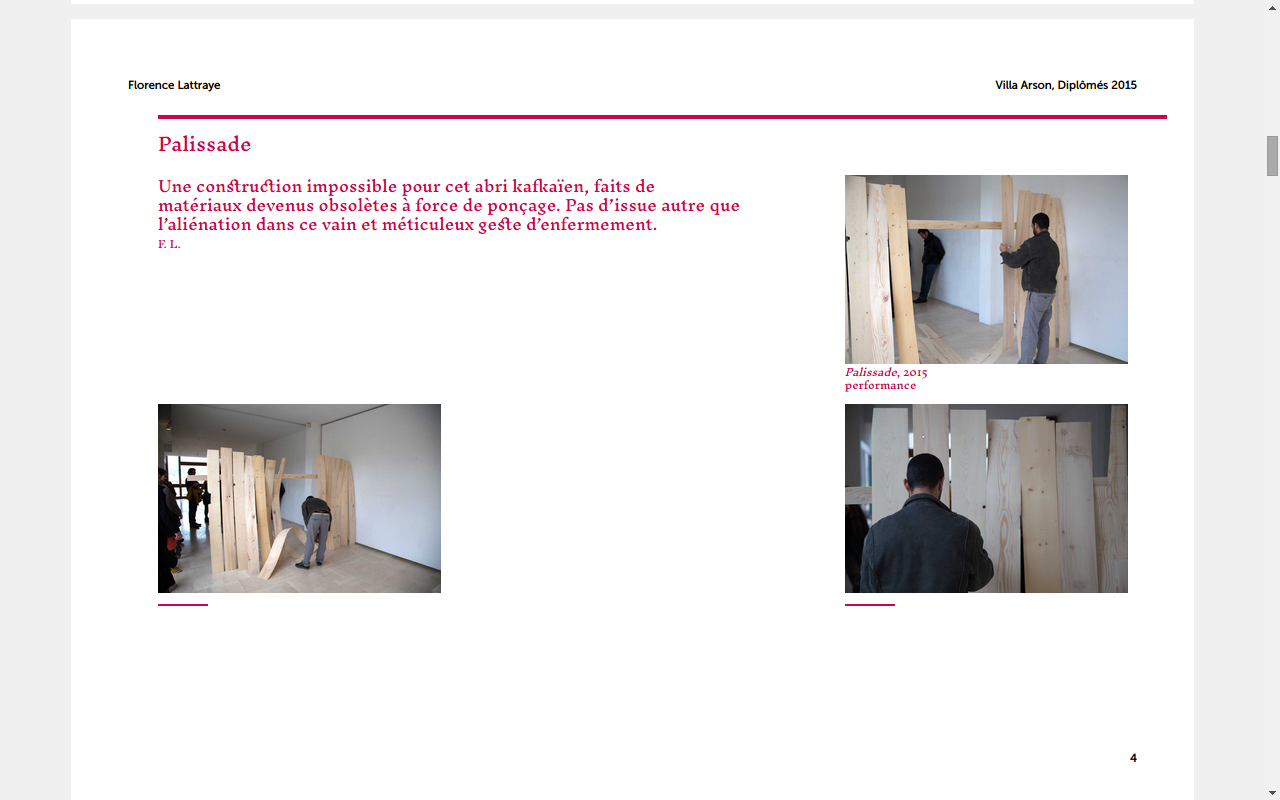 Florence Lattraye
Villa Arson, Diplômés 2015
Palissade
Une construction impossible pour cet abri kafkaïen, faits de
matériaux devenus obsolètes à force de ponçage. Pas d’issue autre que
l’aliénation dans ce vain et méticuleux geste d’enfermement.
F. L.
Palissade, 2015
performance
4